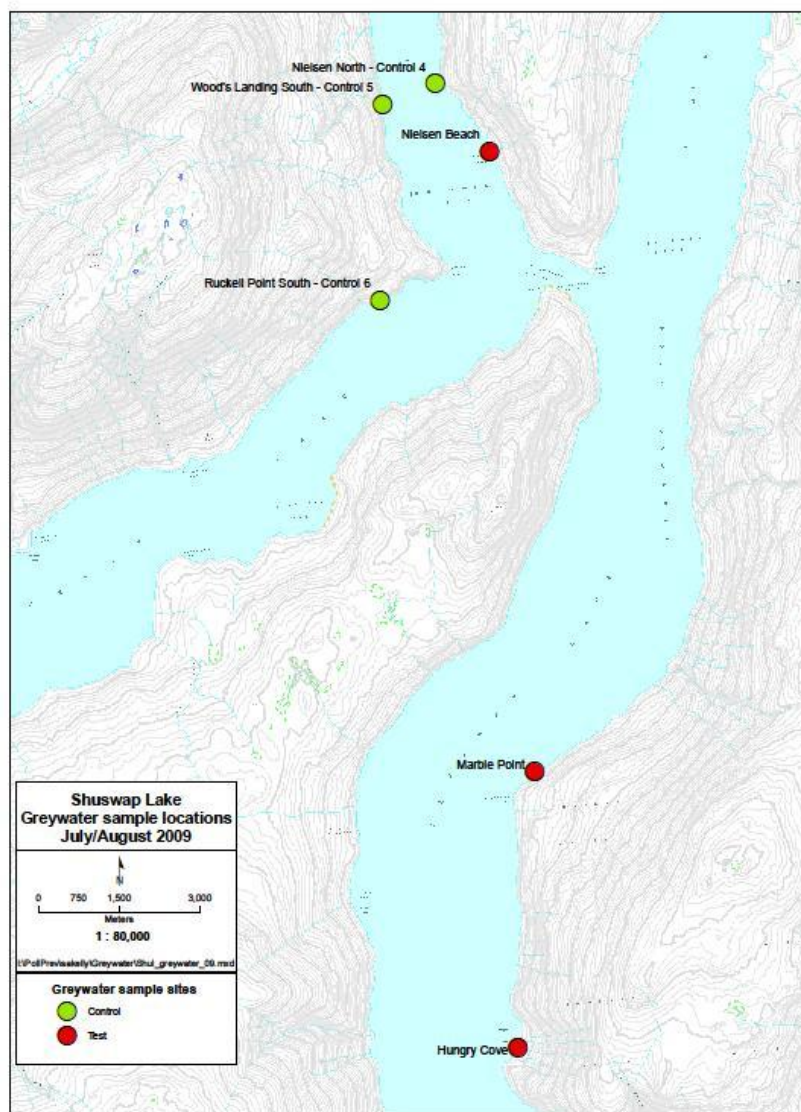 Nielsen North - Control 4
Wood's Landing South - Control 5
Nielsen Beach
Ruckell Point South - Control 6
Marble Point
Shuswap Lake
Greywater sample locations
July/August 2009
N
0 750 1,500 3,000
Meters
1 : 80,000
Greywater sample sites
Control
Test
Hungry Cove